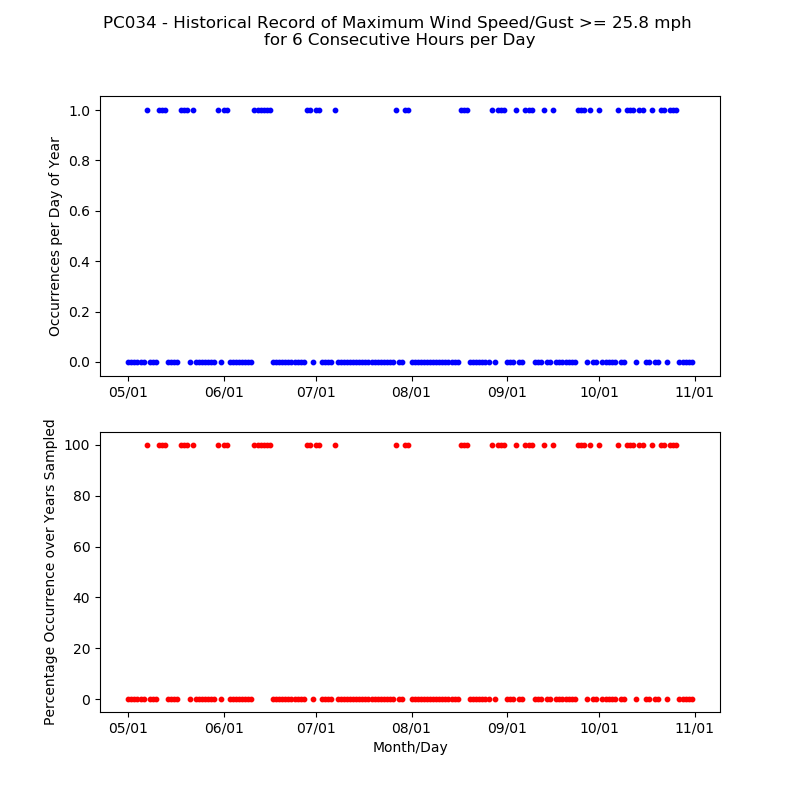 PC034 - Historical Record of Maximum Wind Speed/Gust >= 25.8 mph
for 6 Consecutive Hours per Day
Occurrences per Day of Year
1.0
0.8
0.6
0.4
0.2
0.0
05/01 06/01 07/01 08/01 09/01 10/01 11/01
Percentage Occurrence over Years Sampled
100
80
60
40
20
0
05/01 06/01 07/01 08/01 09/01 10/01 11/01
Month/Day